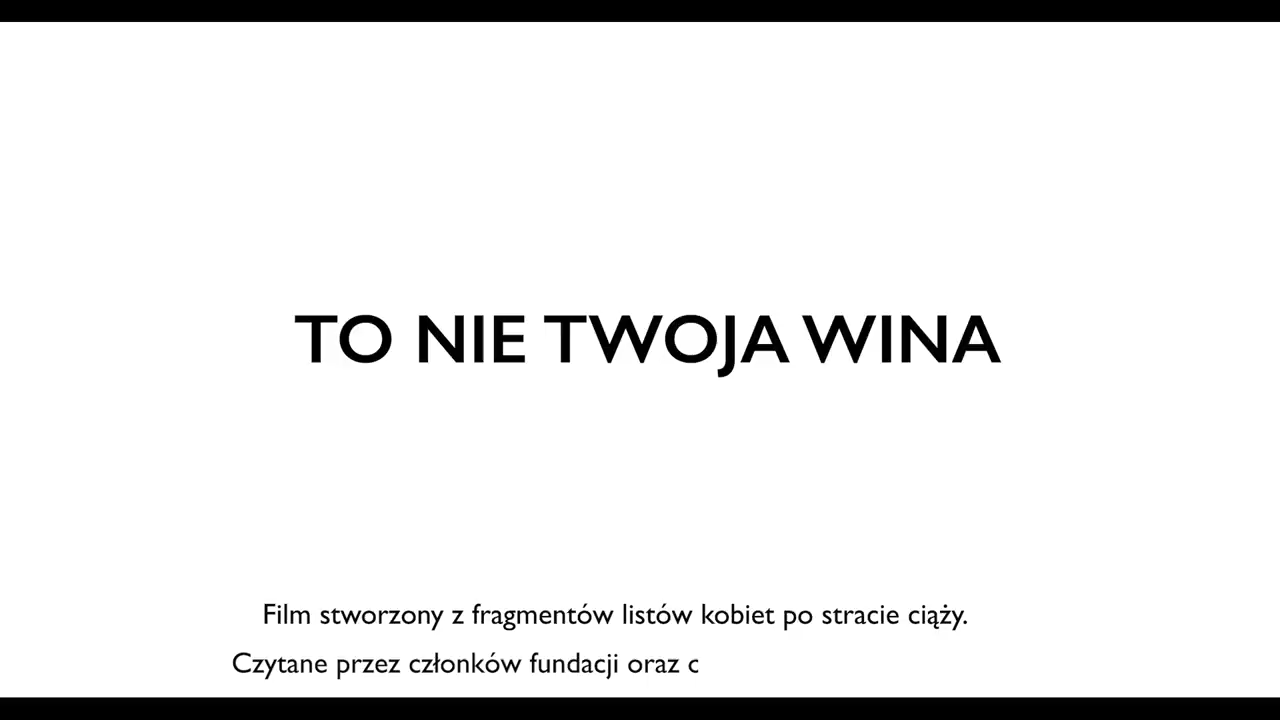 TO NIE TWOJA WINA
Film stworzony z fragmentów listów kobiet po stracie ciąży.
Czytane przez członków fundacji oraz c